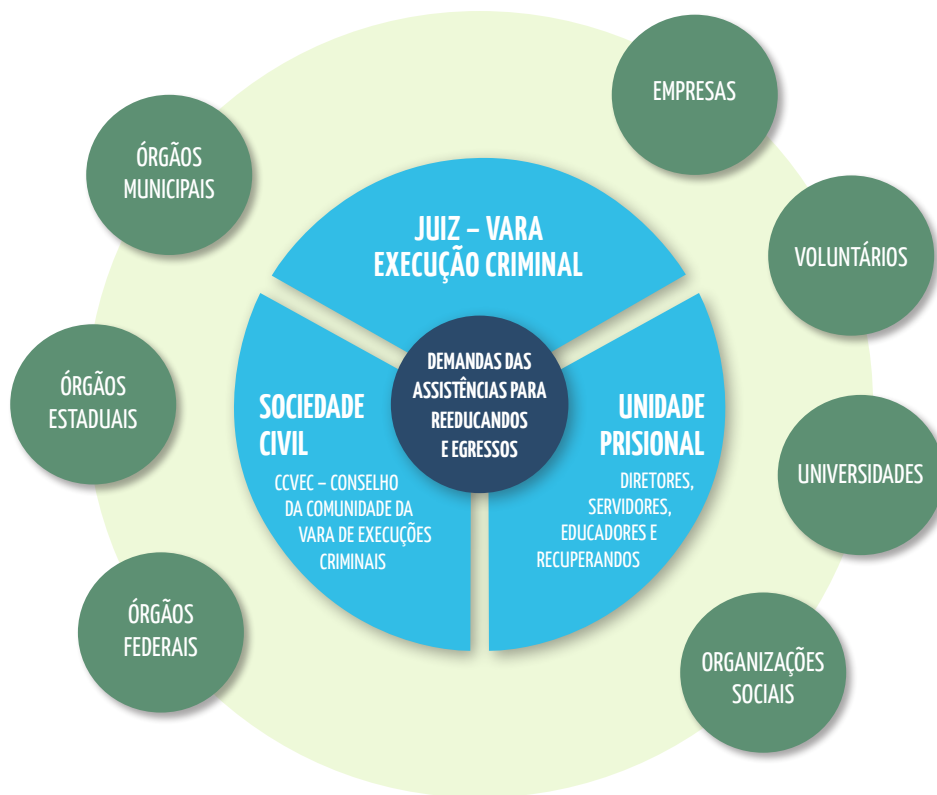 EMPRESAS
ÓRGÃOS
MUNICIPAIS
JUIZ – VARA
EXECUÇÃO CRIMINAL
VOLUNTÁRIOS
ÓRGÃOS
ESTADUAIS
DEMANDAS DAS
ASSISTÊNCIAS PARA
REEDUCANDOS
E EGRESSOS
SOCIEDADE
CIVIL
CCVEC – CONSELHO
DA COMUNIDADE DA
VARA DE EXECUÇÕES
CRIMINAIS
UNIDADE
PRISIONAL
DIRETORES,
SERVIDORES,
EDUCADORES E
RECUPERANDOS
UNIVERSIDADES
ÓRGÃOS
FEDERAIS
ORGANIZAÇÕES
SOCIAIS